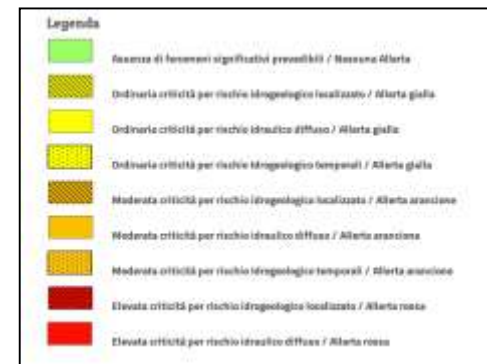 Legenda
Assenza di fenomeni significativi prevedibili / Nessuna Allerta
Ordinaria criticità per rischio idrogeologico localizzato / Allerta gialla
Ordinaria criticità per rischio idraulico diffuso / Allerta gialla
Ordinaria criticità per rischio idrogeologico temporali / Allerta gialla
Moderata criticità per rischio idrogeologico localizzato / Allerta arancione
Moderata criticità per rischio idraulico diffuso / Allerta arancione
Moderata criticità per rischio idrogeologico temporali / Allerta arancione
Elevata criticità per rischio idrogeologico localizzato / Allerta rossa
Elevata criticità per rischio idraulico diffuso / Allerta rossa